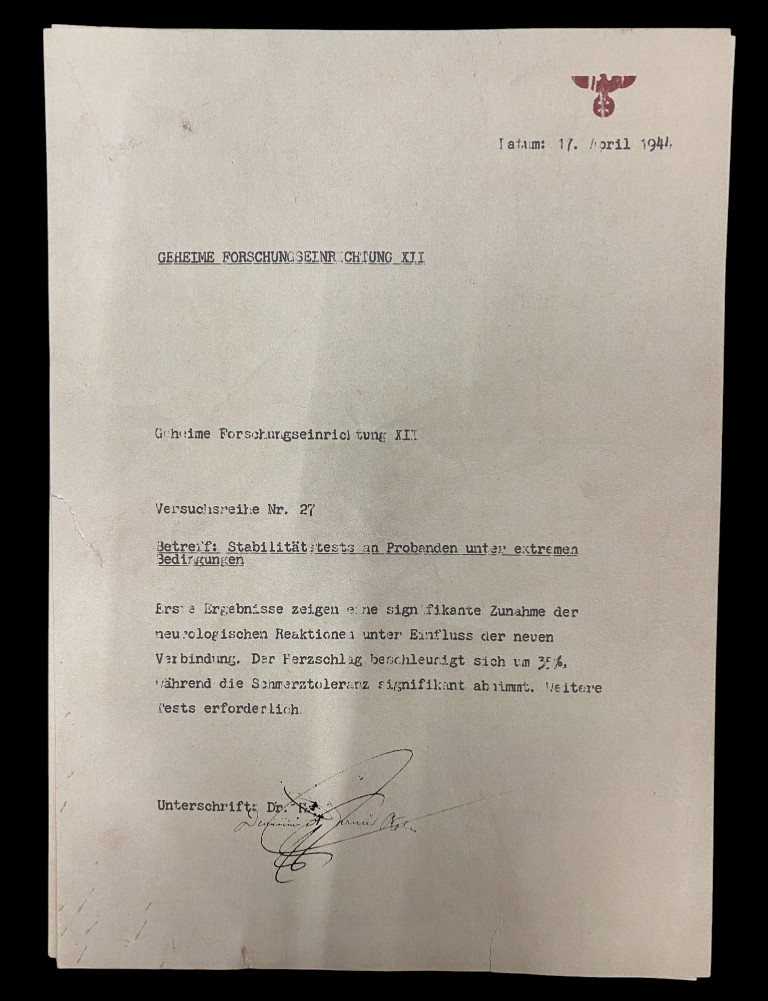 Datum: 17. April 1944
GEHEIME FORSCHUNGSEINRICHTUNG XII
Geheime Forschungseinrichtung XII
Versuchsreihe Nr. 27
Betreff: Stabilitätstests an Probanden unter extremen
Bedingungen
Erste Ergebnisse zeigen eine signifikante Zunahme der
neurologischen Reaktionen unter Einfluss der neuen
Verbindung. Der Herzschlag beschleunigt sich um 35%,
während die Schmerztoleranz signifikant abnimmt. Weitere
Tests erforderlich.
Unterschrift: Dr.